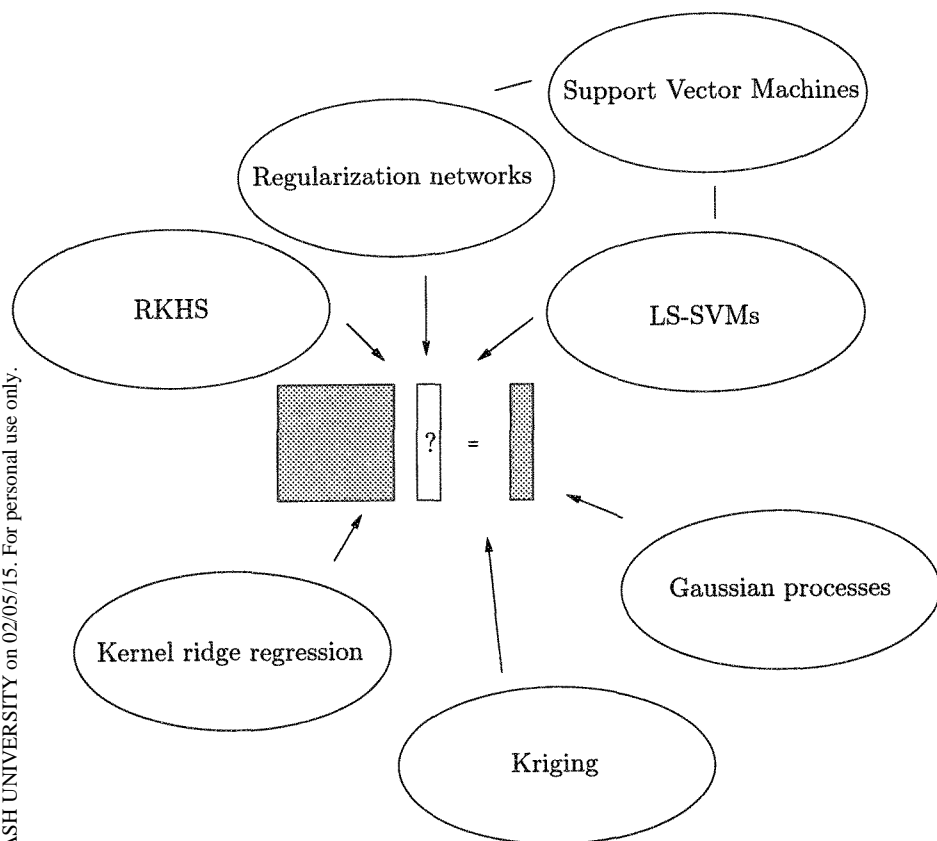 Support Vector Machines
Regularization networks
RKHS
LS-SVMs
? =
Gaussian processes
Kernel ridge regression
Kriging
ASH UNIVERSITY on 02/05/15. For personal use only.